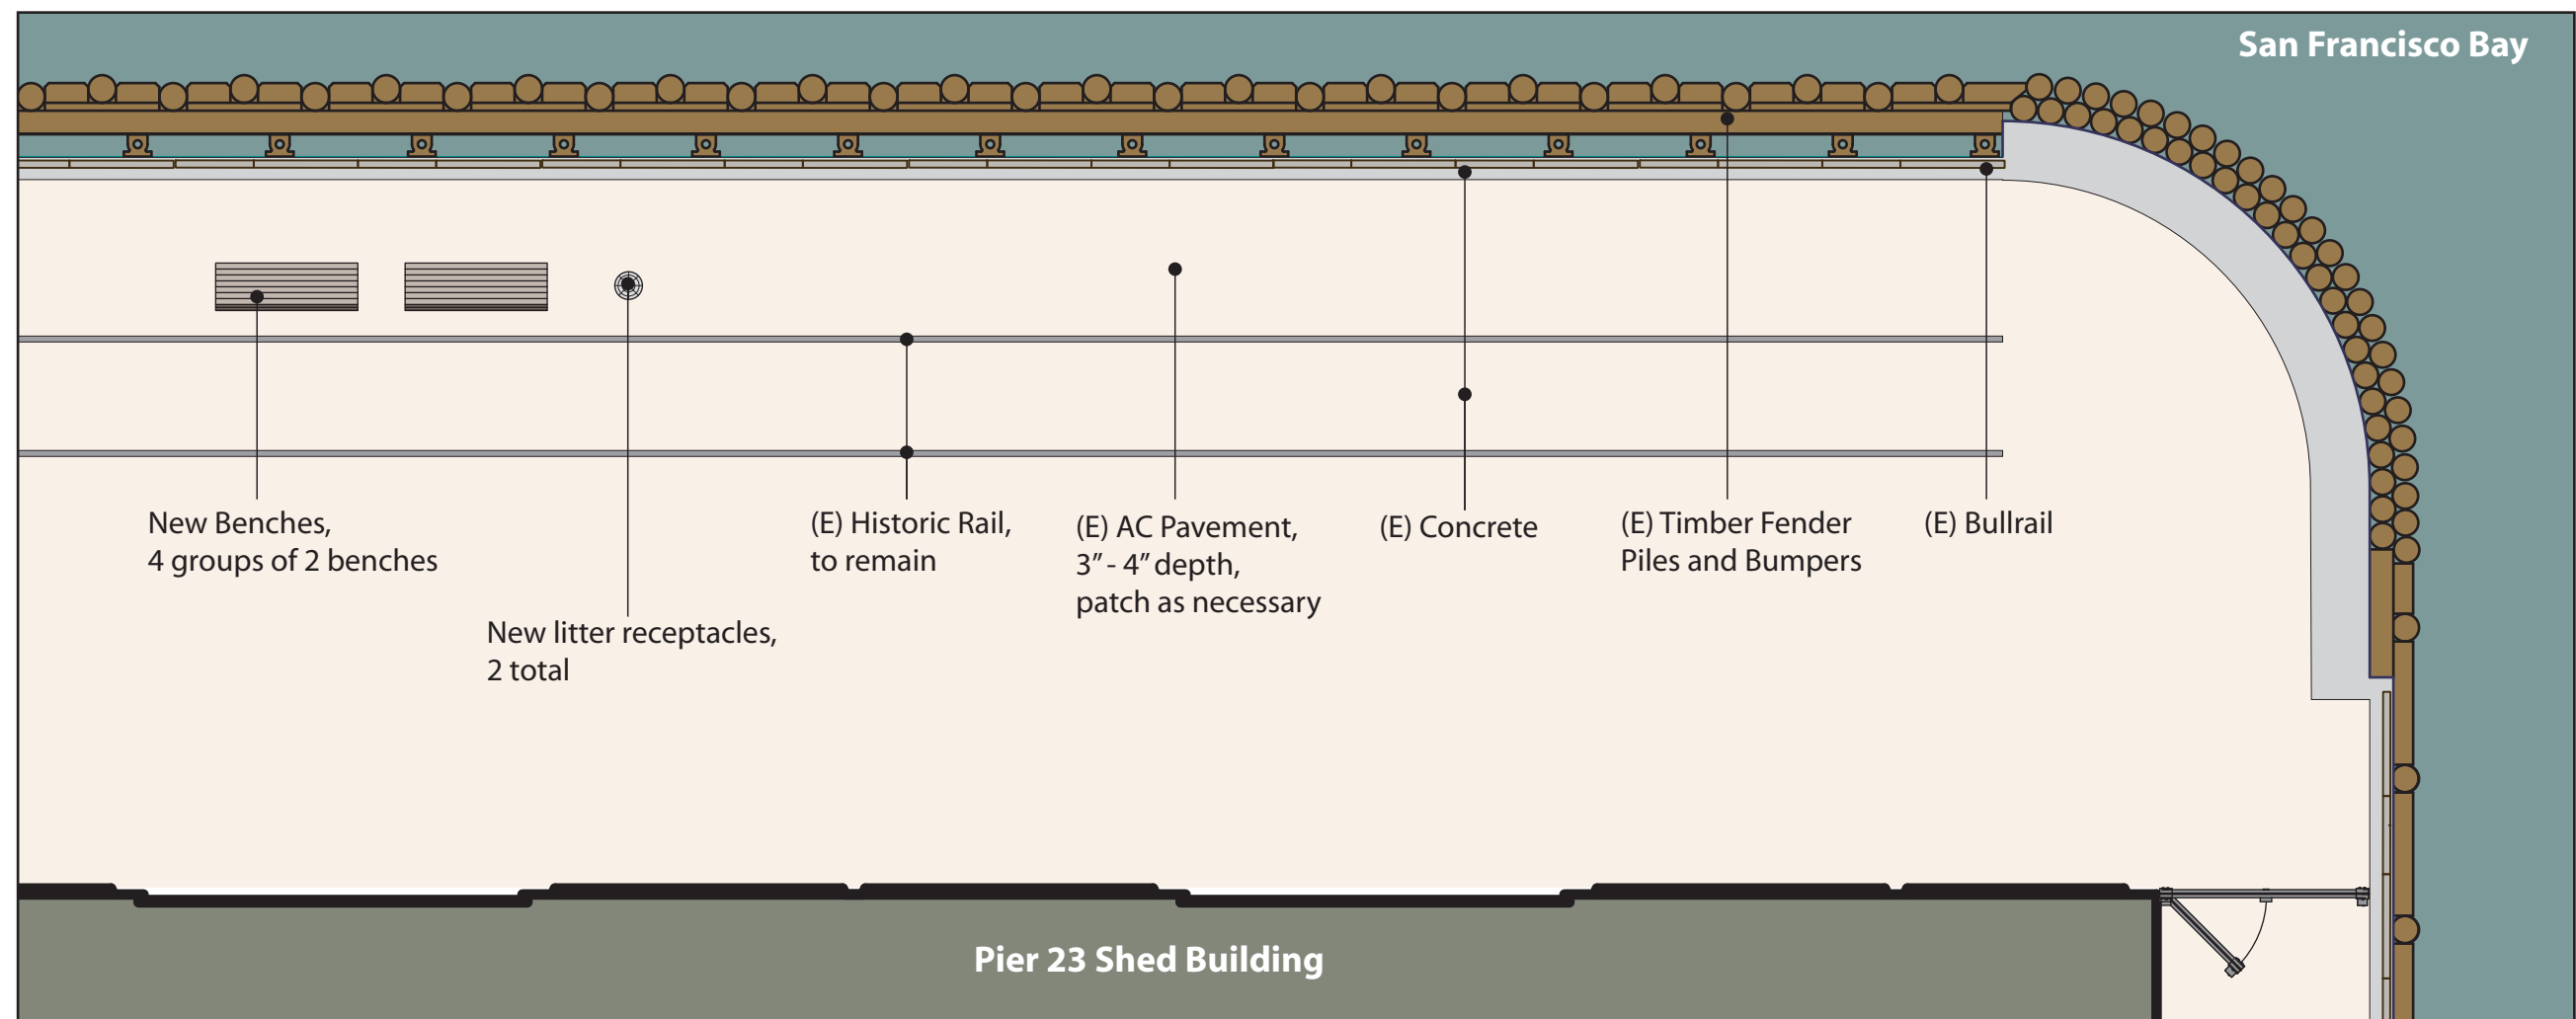 San Francisco Bay
New Benches,
4 groups of 2 benches
New litter receptacles,
2 total
(E) Historic Rail,
to remain
(E) AC Pavement,
3” - 4” depth,
patch as necessary
(E) Concrete
(E) Timber Fender
Piles and Bumpers
(E) Bullrail
Pier 23 Shed Building